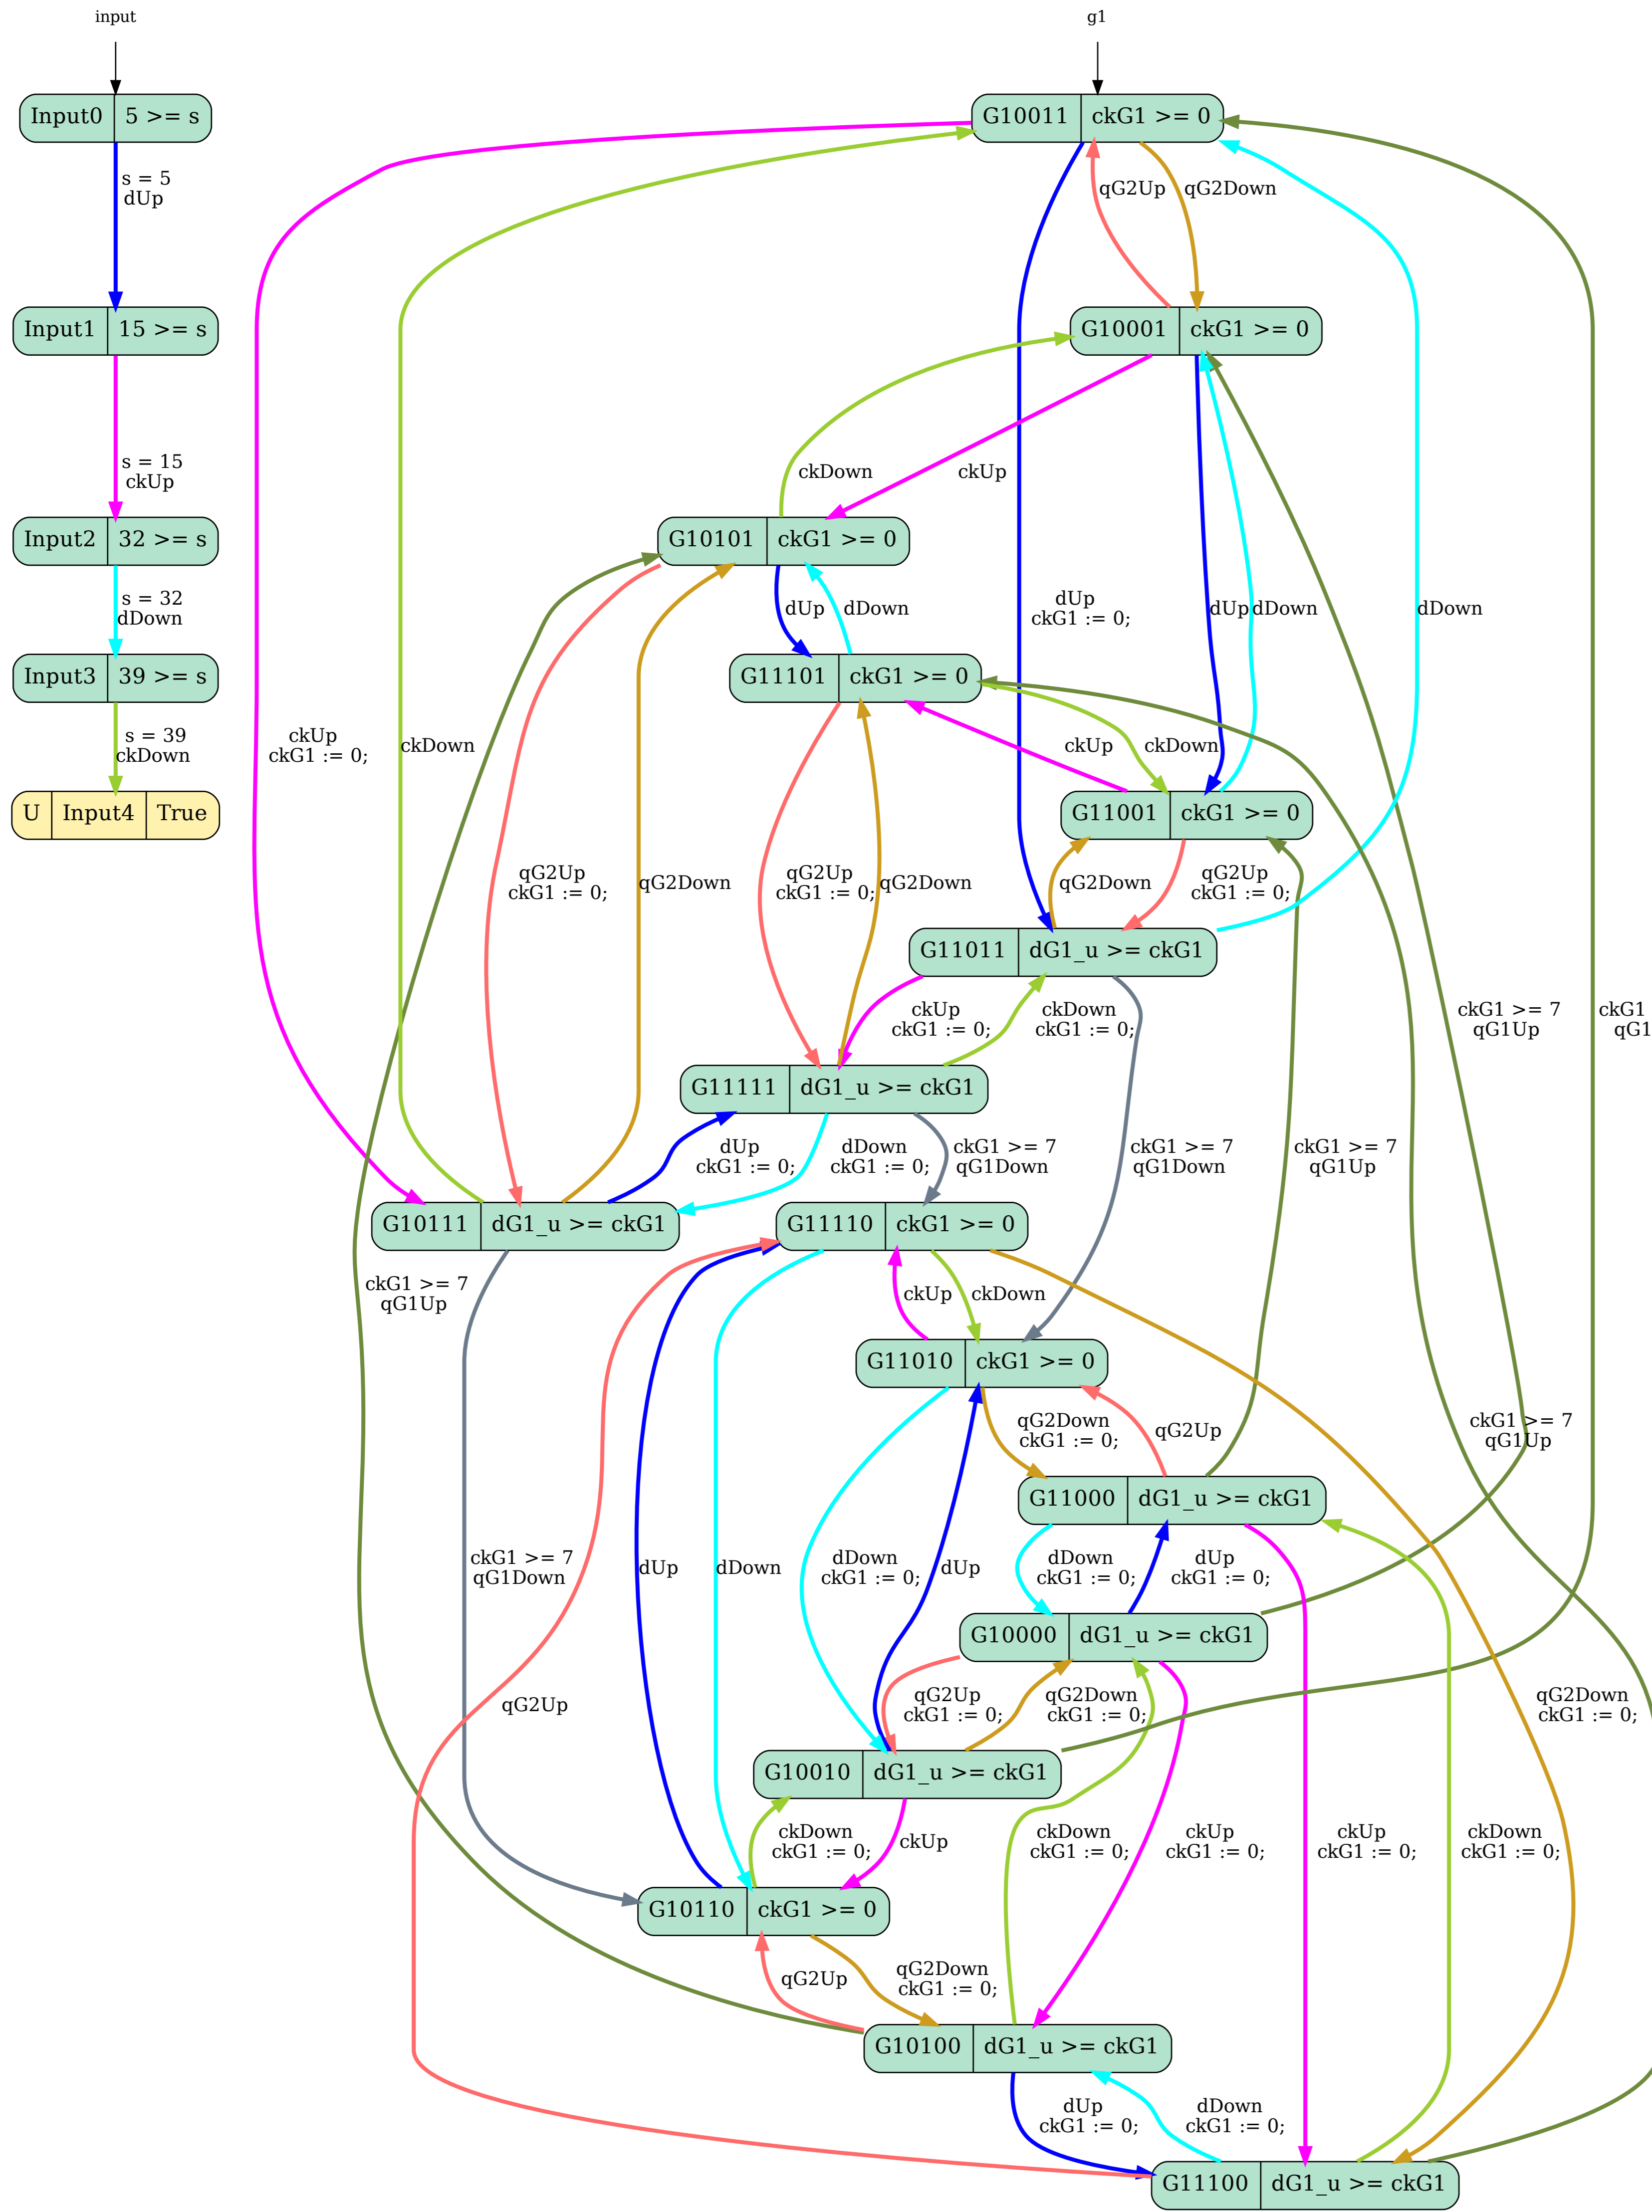 input
g1
Input0 5 >= s
G10011 ckG1 >= 0
s = 5
dUp
qG2Up
qG2Down
Input1 15 >= s
G10001 ckG1 >= 0
s = 15
ckUp
ckDown
ckUp
Input2 32 >= s
G10101 ckG1 >= 0
s = 32
dDown
dUp
dDown
dUp
ckG1 := 0;
dUp
dDown
dDown
Input3 39 >= s
G11101 ckG1 >= 0
s = 39
ckDown
ckUp
ckG1 := 0;
ckDown
ckUp
ckDown
U Input4 True
G11001 ckG1 >= 0
qG2Up
ckG1 := 0;
qG2Down
qG2Up
ckG1 := 0;
qG2Down
qG2Down
qG2Up
ckG1 := 0;
G11011 dG1_u >= ckG1
ckUp
ckG1 := 0;
ckDown
ckG1 := 0;
ckG1 >= 7
qG1Up
ckG1
qG1
G11111 dG1_u >= ckG1
dUp
ckG1 := 0;
dDown
ckG1 := 0;
ckG1 >= 7
qG1Down
ckG1 >= 7
qG1Down
ckG1 >= 7
qG1Up
G10111 dG1_u >= ckG1
G11110 ckG1 >= 0
ckG1 >= 7
qG1Up
ckUp
ckDown
G11010 ckG1 >= 0
qG2Down
ckG1 := 0;
qG2Up
ckG1 >= 7
qG1Up
G11000 dG1_u >= ckG1
ckG1 >= 7
qG1Down
dUp
dDown
dDown
ckG1 := 0;
dUp
dDown
ckG1 := 0;
dUp
ckG1 := 0;
G10000 dG1_u >= ckG1
qG2Up
qG2Up
ckG1 := 0;
qG2Down
ckG1 := 0;
qG2Down
ckG1 := 0;
G10010 dG1_u >= ckG1
ckDown
ckG1 := 0;
ckUp
ckDown
ckG1 := 0;
ckUp
ckG1 := 0;
ckUp
ckG1 := 0;
ckDown
ckG1 := 0;
G10110 ckG1 >= 0
qG2Up
qG2Down
ckG1 := 0;
G10100 dG1_u >= ckG1
dUp
ckG1 := 0;
dDown
ckG1 := 0;
G11100 dG1_u >= ckG1